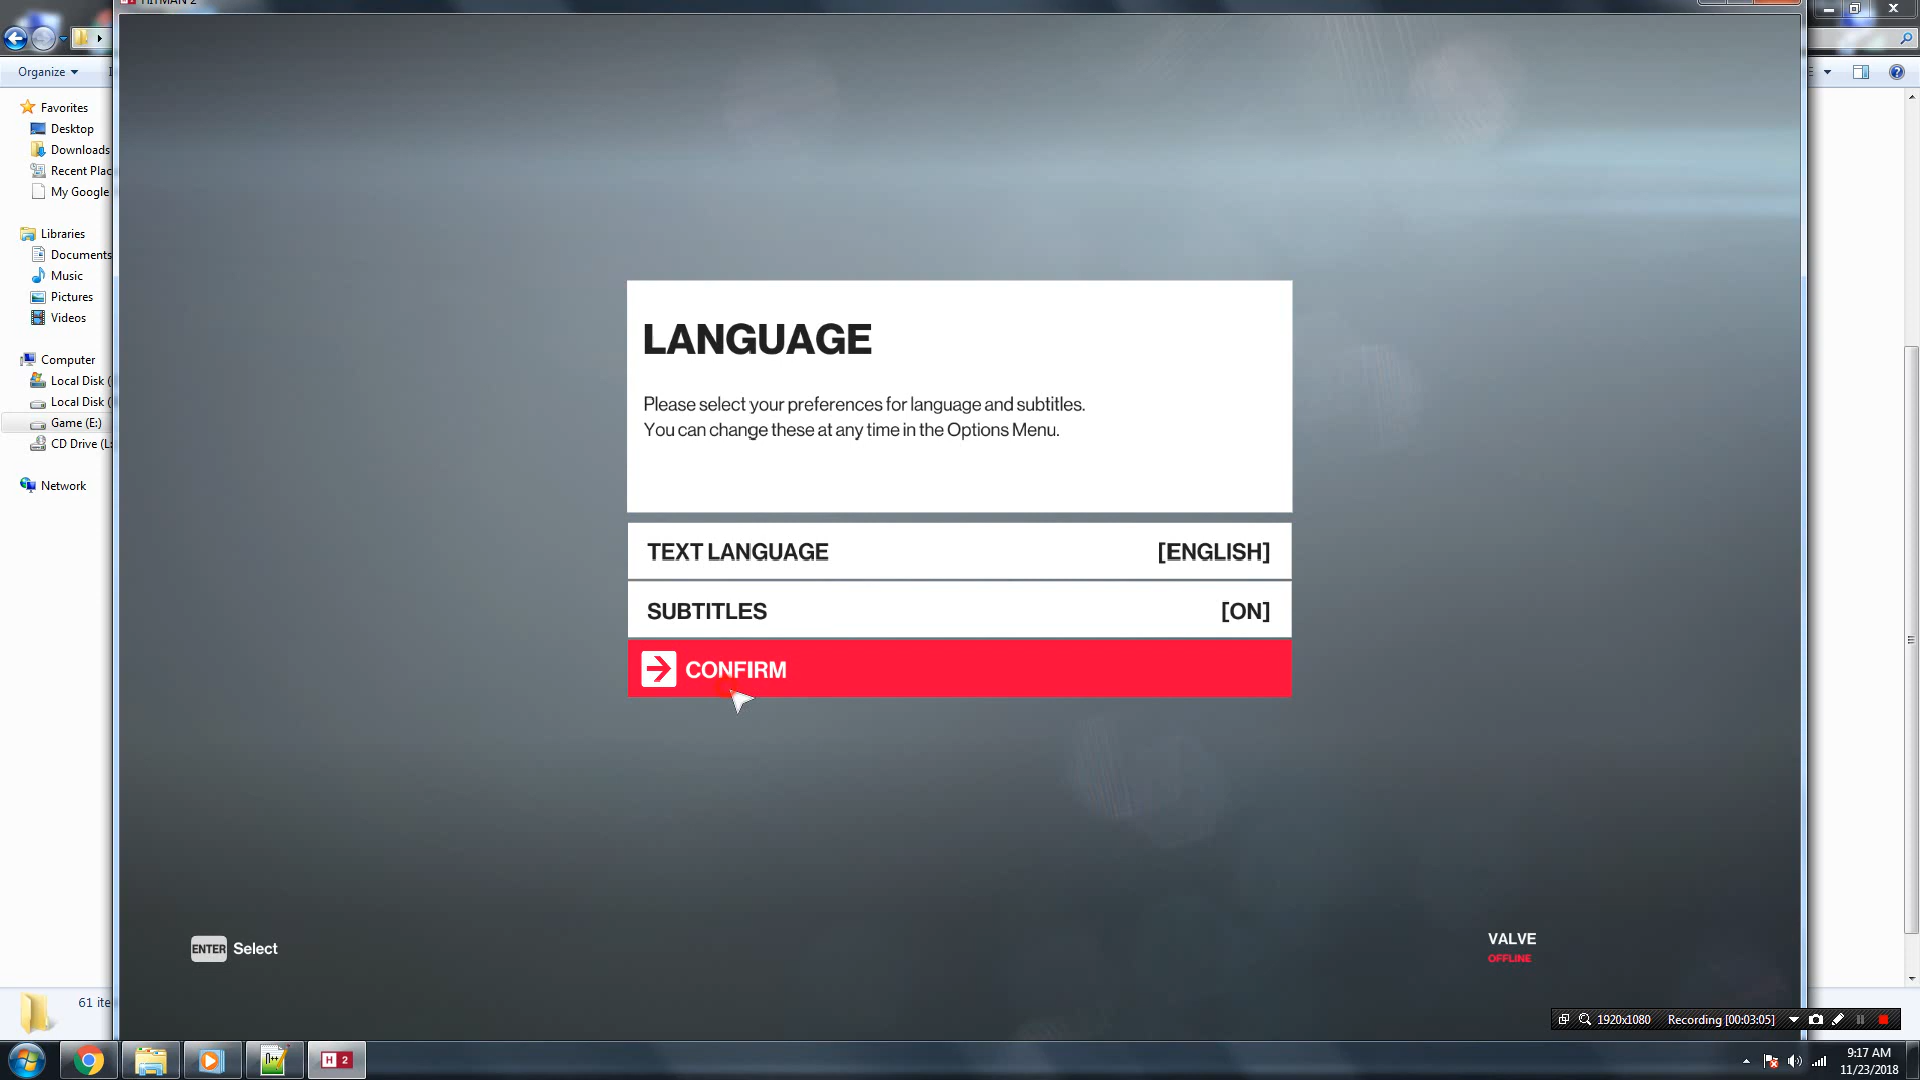 HITMAN 2
Organize
Favorites
Desktop
Downloads
Recent Plac
My Google
Libraries
Documents
Music
Pictures
Videos
Computer
Local Disk (
Local Disk (
Game (E:)
CD Drive (L:
Network
61 ite
LANGUAGE
Please select your preferences for language and subtitles.
You can change these at any time in the Options Menu.
TEXT LANGUAGE [ENGLISH]
SUBTITLES [ON]
CONFIRM
ENTER Select
VALVE
OFFLINE
1920x1080 Recording [00:03:05]
H 2
9:17 AM
11/23/2018